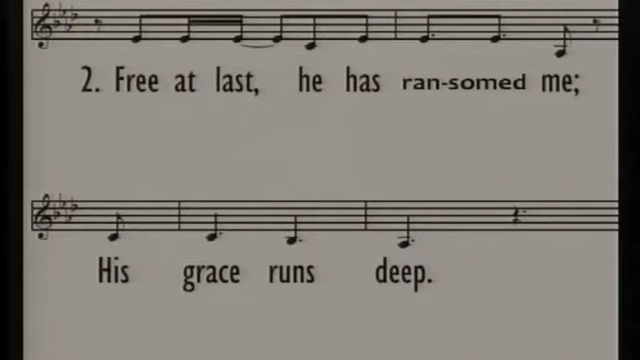 2. Free at last, he has ran-somed me;
His grace runs deep.